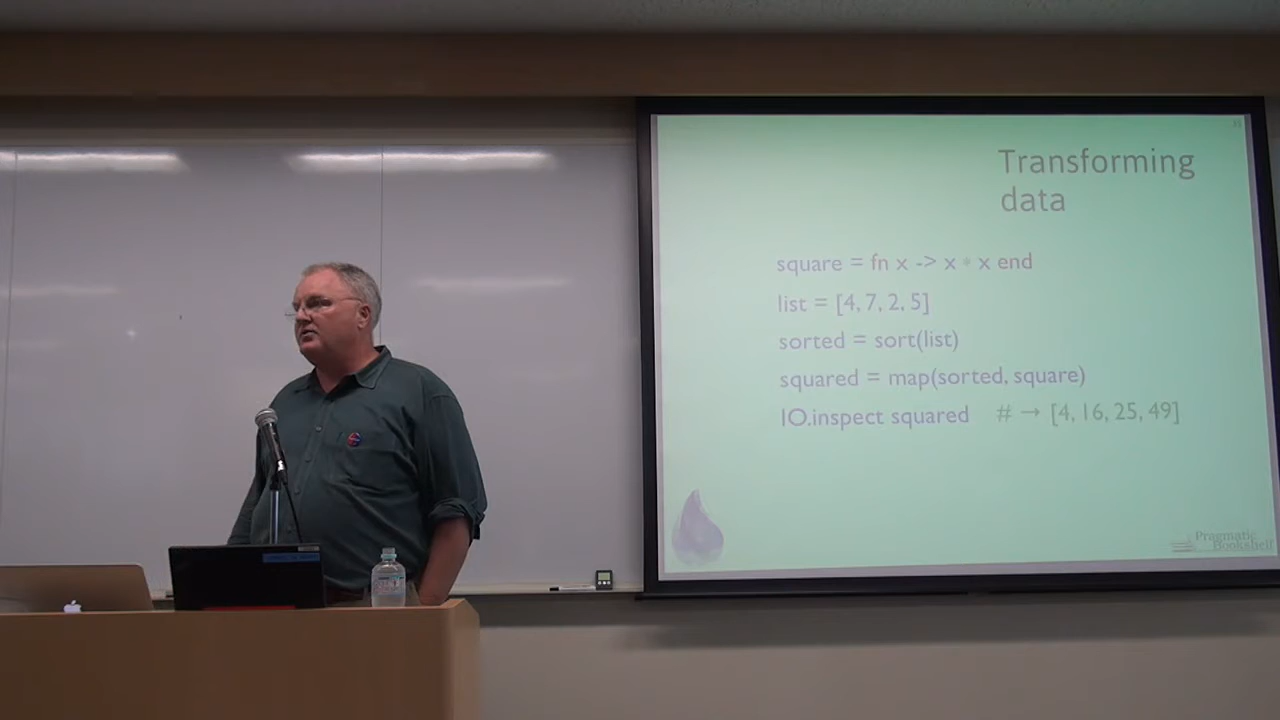 Transforming
data
square = fn x -> x * x end
list = [4, 7, 2, 5]
sorted = sort(list)
squared = map(sorted, square)
IO.inspect squared # → [4, 16, 25, 49]
Pragmatic
Bookshelf